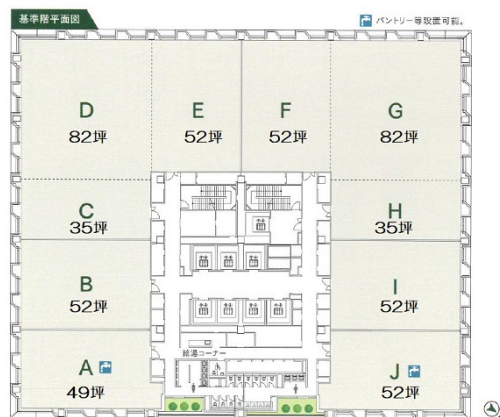 基準階平面図
パントリー等設置可能。
D
82坪
E
52坪
F
52坪
G
82坪
C
35坪
H
35坪
B
52坪
I
52坪
給湯コーナー
A
49坪
J
52坪